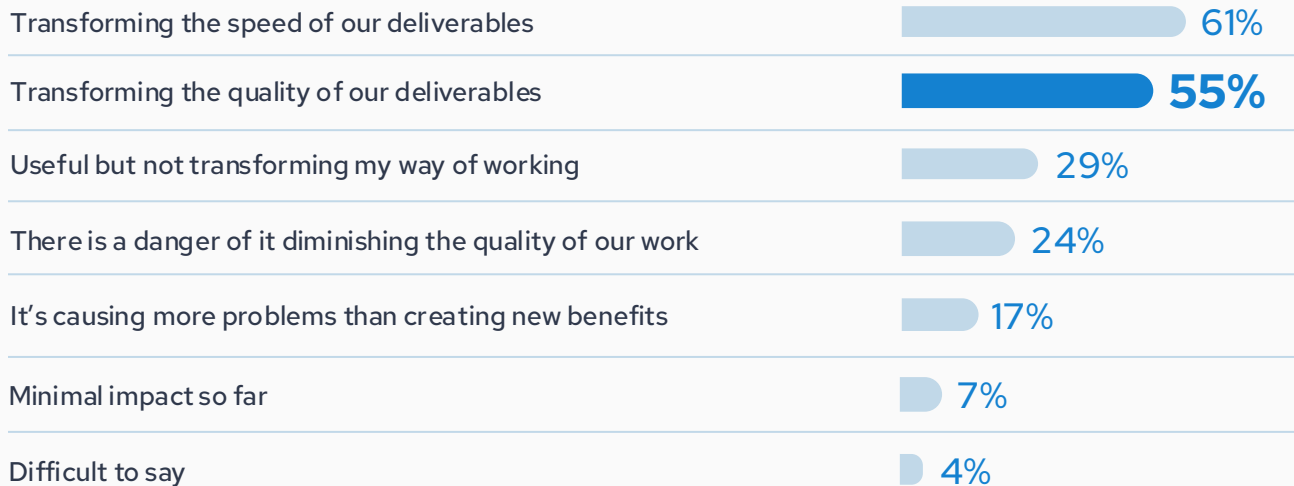 Transforming the speed of our deliverables 61%
Transforming the quality of our deliverables 55%
Useful but not transforming my way of working 29%
There is a danger of it diminishing the quality of our work 24%
It’s causing more problems than creating new benefits 17%
Minimal impact so far 7%
Difficult to say 4%